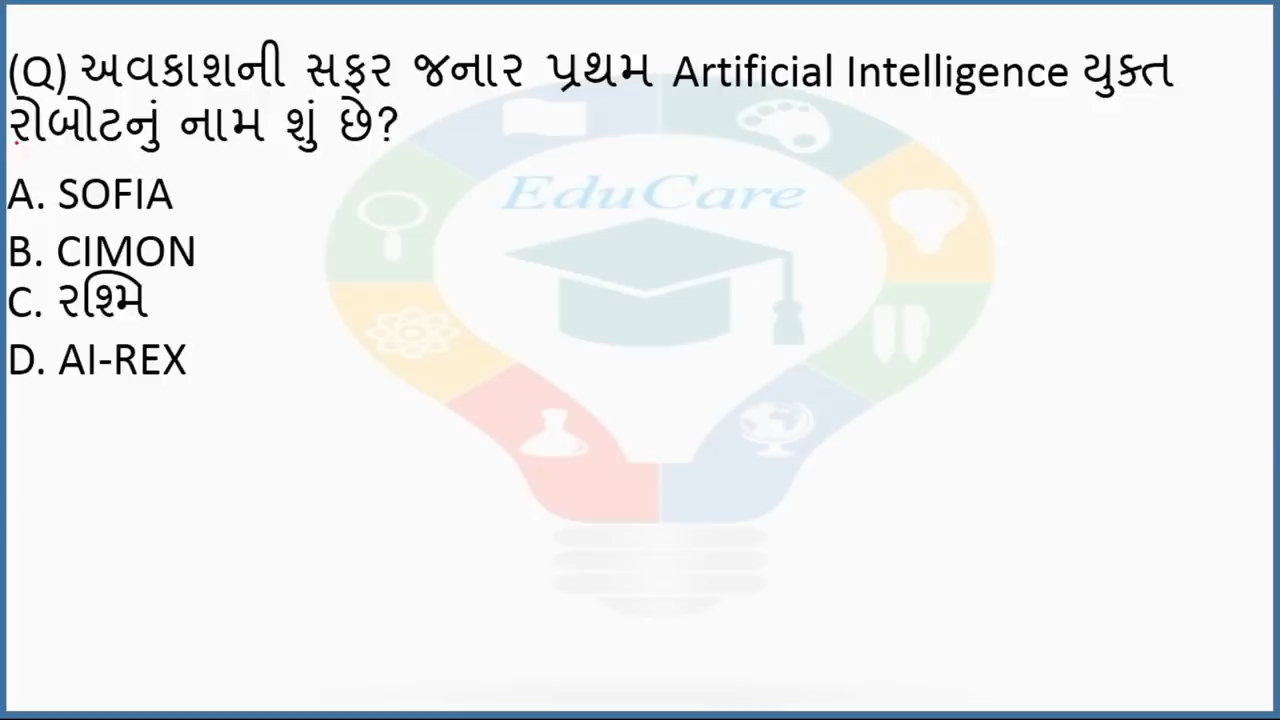 (Q) અવકાશની સફર જનાર પ્રથમ Artificial Intelligence યુક્ત
રોબોટનું નામ શું છે?
EduCare
A. SOFIA
B. CIMON
C. રશ્મિ
D. AI-REX